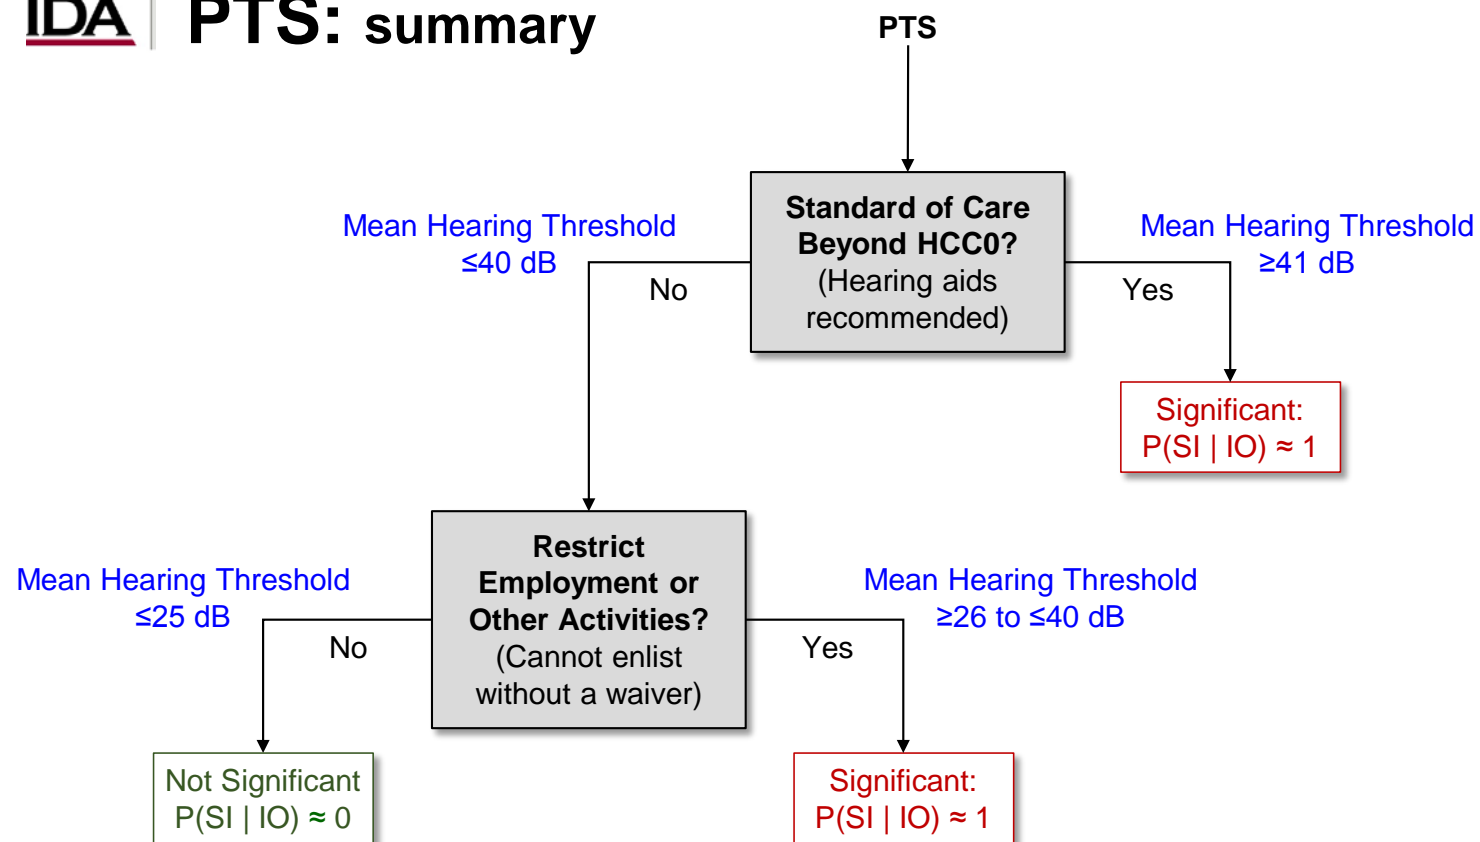 IDA
PTS: summary
PTS
Standard of Care
Beyond HCC0?
(Hearing aids
recommended)
Mean Hearing Threshold
≤40 dB
No
Mean Hearing Threshold
≥41 dB
Yes
Significant:
P(SI | IO) ≈ 1
Restrict
Employment or
Other Activities?
(Cannot enlist
without a waiver)
Mean Hearing Threshold
≤25 dB
No
Mean Hearing Threshold
≥26 to ≤40 dB
Yes
Not Significant
P(SI | IO) ≈ 0
Significant:
P(SI | IO) ≈ 1